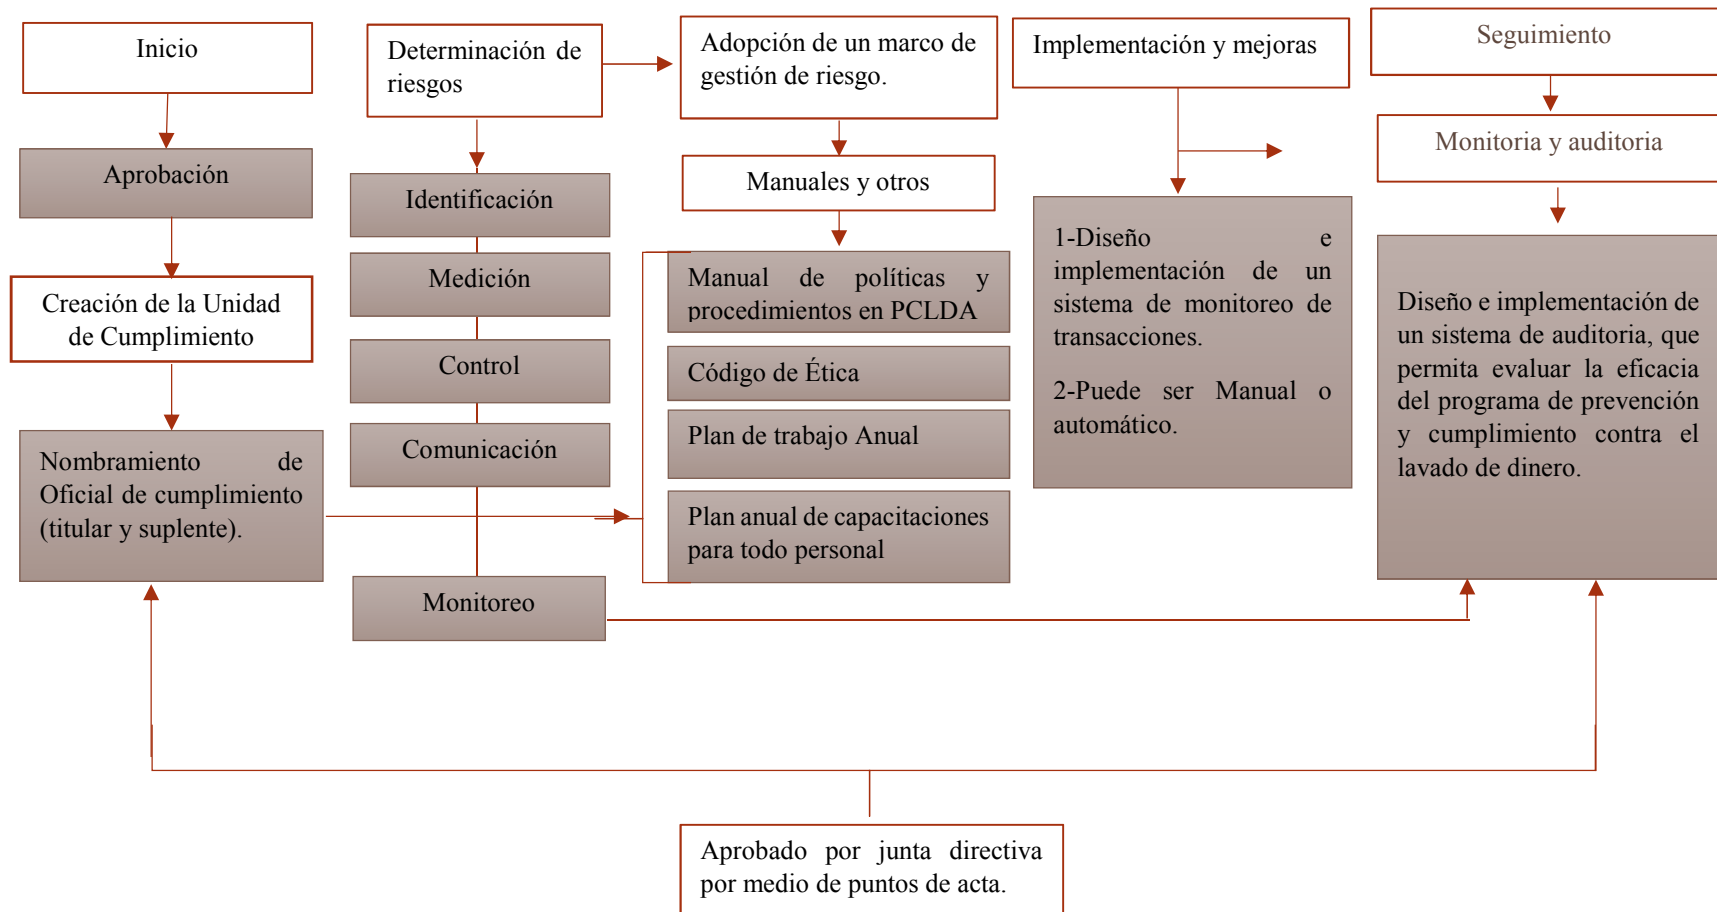 Inicio
Aprobación
Creación de la Unidad
de Cumplimiento
Nombramiento de
Oficial de cumplimiento
(titular y suplente).
Determinación de
riesgos
Identificación
Medición
Control
Comunicación
Monitoreo
Adopción de un marco de
gestión de riesgo.
Manuales y otros
Manual de políticas y
procedimientos en PCLDA
Código de Ética
Plan de trabajo Anual
Plan anual de capacitaciones
para todo personal
Implementación y mejoras
1-Diseño e
implementación de un
sistema de monitoreo de
transacciones.
2-Puede ser Manual o
automático.
Seguimiento
Monitoria y auditoria
Diseño e implementación de
un sistema de auditoria, que
permita evaluar la eficacia
del programa de prevención
y cumplimiento contra el
lavado de dinero.
Aprobado por junta directiva
por medio de puntos de acta.